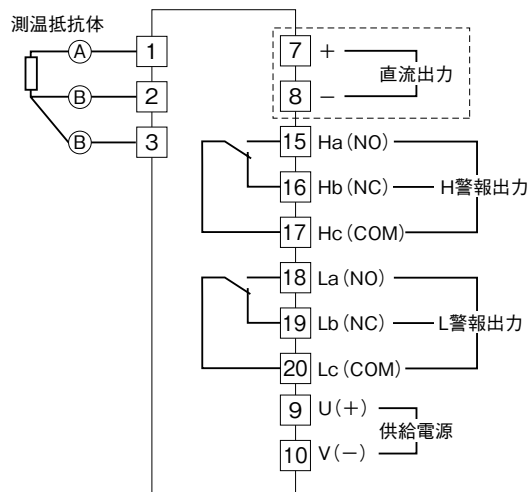 測温抵抗体
A 1
B 2
B 3
7 +
8 −
直流出力
15 Ha(NO)
16 Hb(NC)
17 Hc(COM)
H警報出力
18 La(NO)
19 Lb(NC)
20 Lc(COM)
L警報出力
9 U(+)
10 V(−)
供給電源